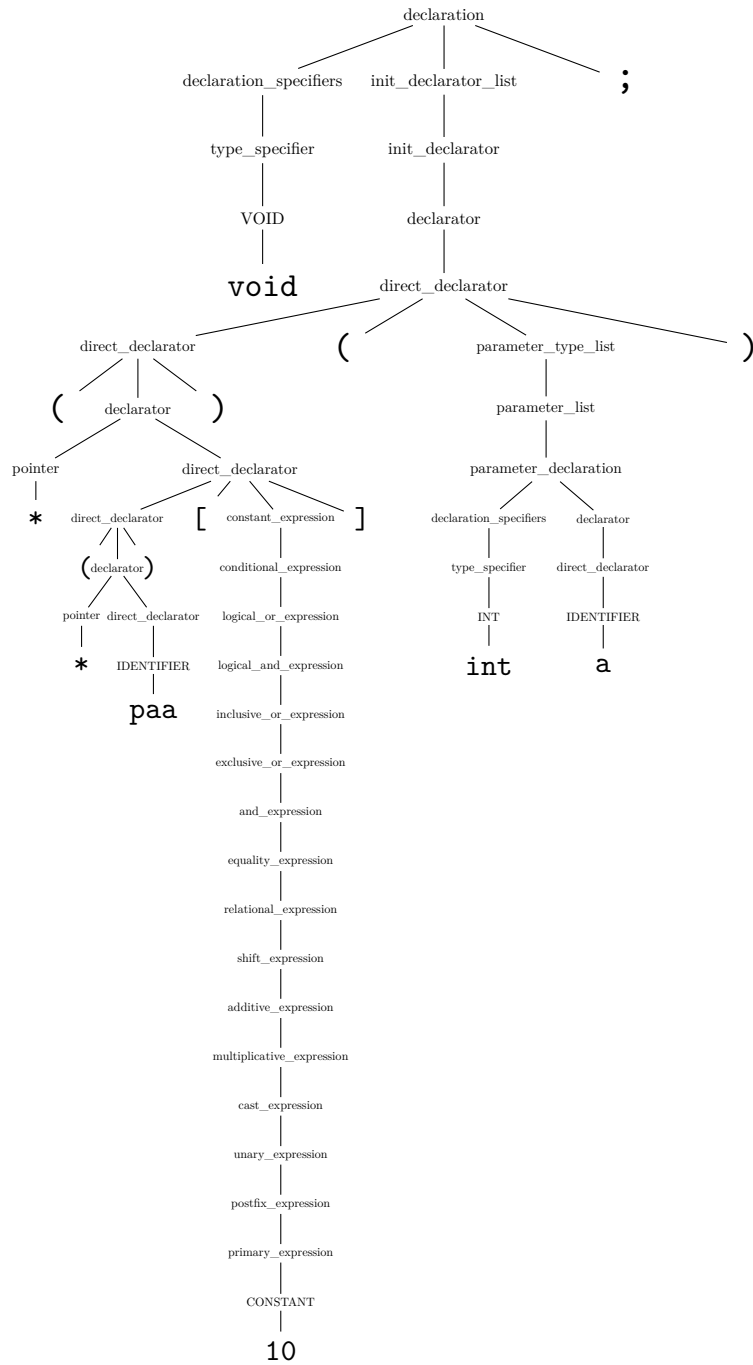 declaration
declaration_specifiers init_declarator_list ;
type_specifier init_declarator
VOID declarator
void direct_declarator
direct_declarator ( parameter_type_list )
( declarator ) parameter_list
pointer direct_declarator parameter_declaration
* direct_declarator [ constant_expression ] declaration_specifiers declarator
( declarator ) conditional_expression type_specifier direct_declarator
pointer direct_declarator logical_or_expression INT IDENTIFIER
* IDENTIFIER logical_and_expression int a
paa inclusive_or_expression
exclusive_or_expression
and_expression
equality_expression
relational_expression
shift_expression
additive_expression
multiplicative_expression
cast_expression
unary_expression
postfix_expression
primary_expression
CONSTANT
10